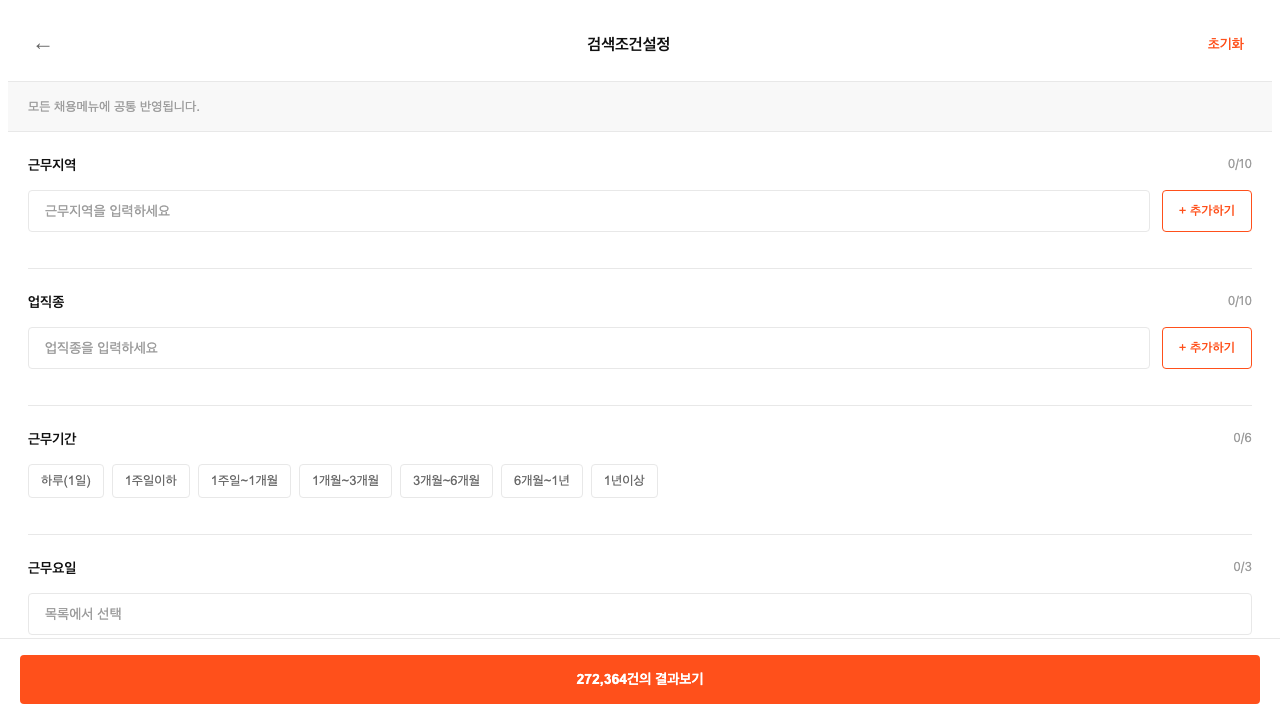 ←
검색조건설정
초기화
모든 채용메뉴에 공통 반영됩니다.
근무지역
0/10
근무지역을 입력하세요
+ 추가하기
업직종
0/10
업직종을 입력하세요
+ 추가하기
근무기간
0/6
하루(1일)
1주일이하
1주일~1개월
1개월~3개월
3개월~6개월
6개월~1년
1년이상
근무요일
0/3
목록에서 선택
272,364건의 결과보기